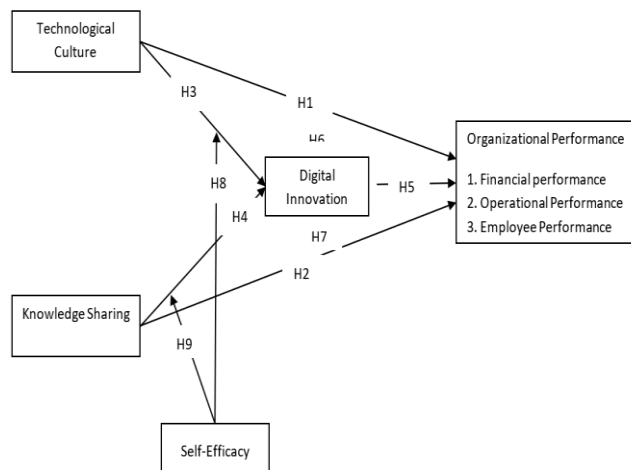 Technological
Culture
H3
H1
H6
Organizational Performance
1. Financial performance
2. Operational Performance
3. Employee Performance
Digital
Innovation
H8
H5
H4
H7
H2
Knowledge Sharing
H9
Self-Efficacy